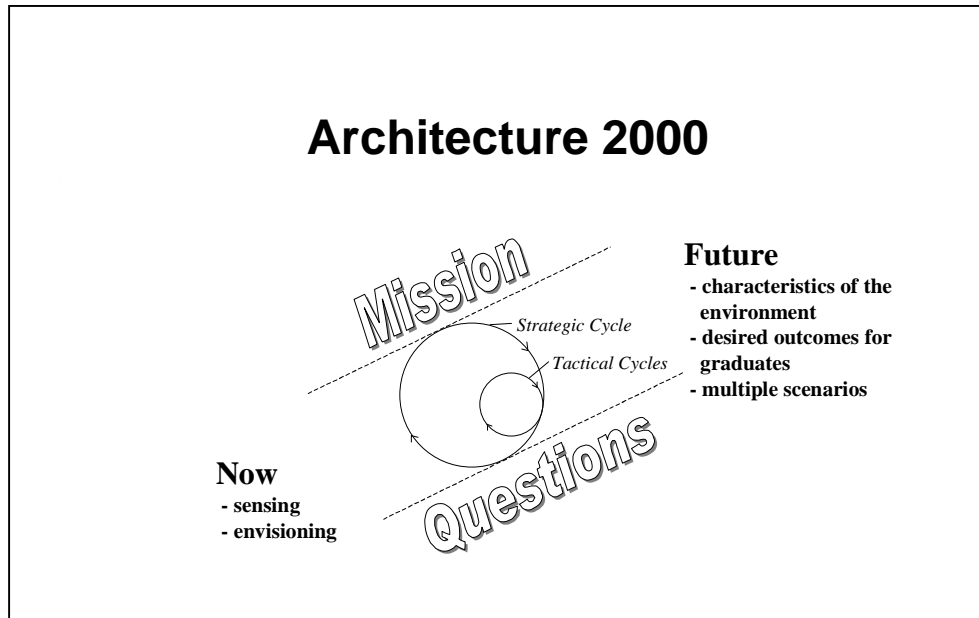 Architecture 2000
Mission
Strategic Cycle
Tactical Cycles
Questions
Future
- characteristics of the
environment
- desired outcomes for
graduates
- multiple scenarios
Now
- sensing
- envisioning